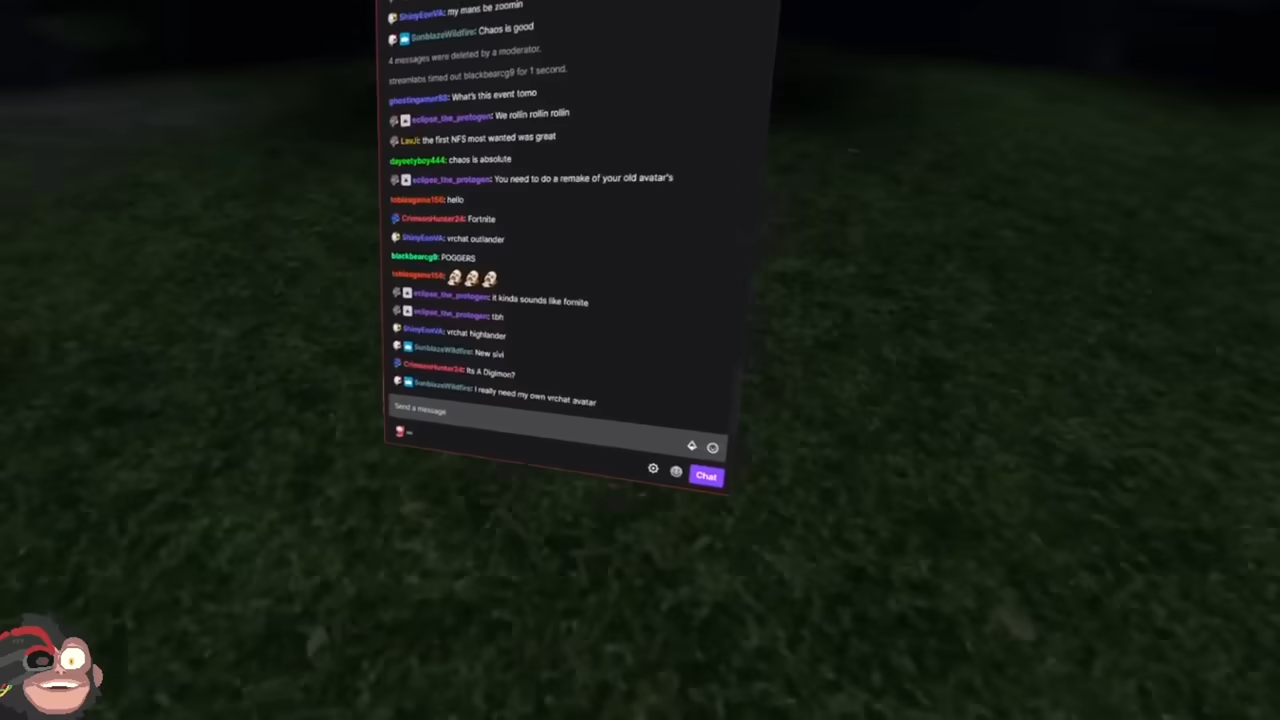 ShinyEonVA: my mans be zoomin
SunblazeWildfire: Chaos is good
4 messages were deleted by a moderator.
streamlabs timed out blackbearcg9 for 1 second.
ghostingamer88: What's this event tomo
eclipse_the_protogen: We rollin rollin rollin
LavJi: the first NFS most wanted was great
dayeetyboy444: chaos is absolute
eclipse_the_protogen: You need to do a remake of your old avatar's
tobiasgame156: hello
CrimsonHunter24: Fortnite
ShinyEonVA: vrchat outlander
blackbearcg9: POGGERS
tobiasgame156:
eclipse_the_protogen: it kinda sounds like fornite
eclipse_the_protogen: tbh
ShinyEonVA: vrchat highlander
SunblazeWildfire: New sivi
CrimsonHunter24: Its A Digimon?
SunblazeWildfire: I really need my own vrchat avatar
Send a message
Chat